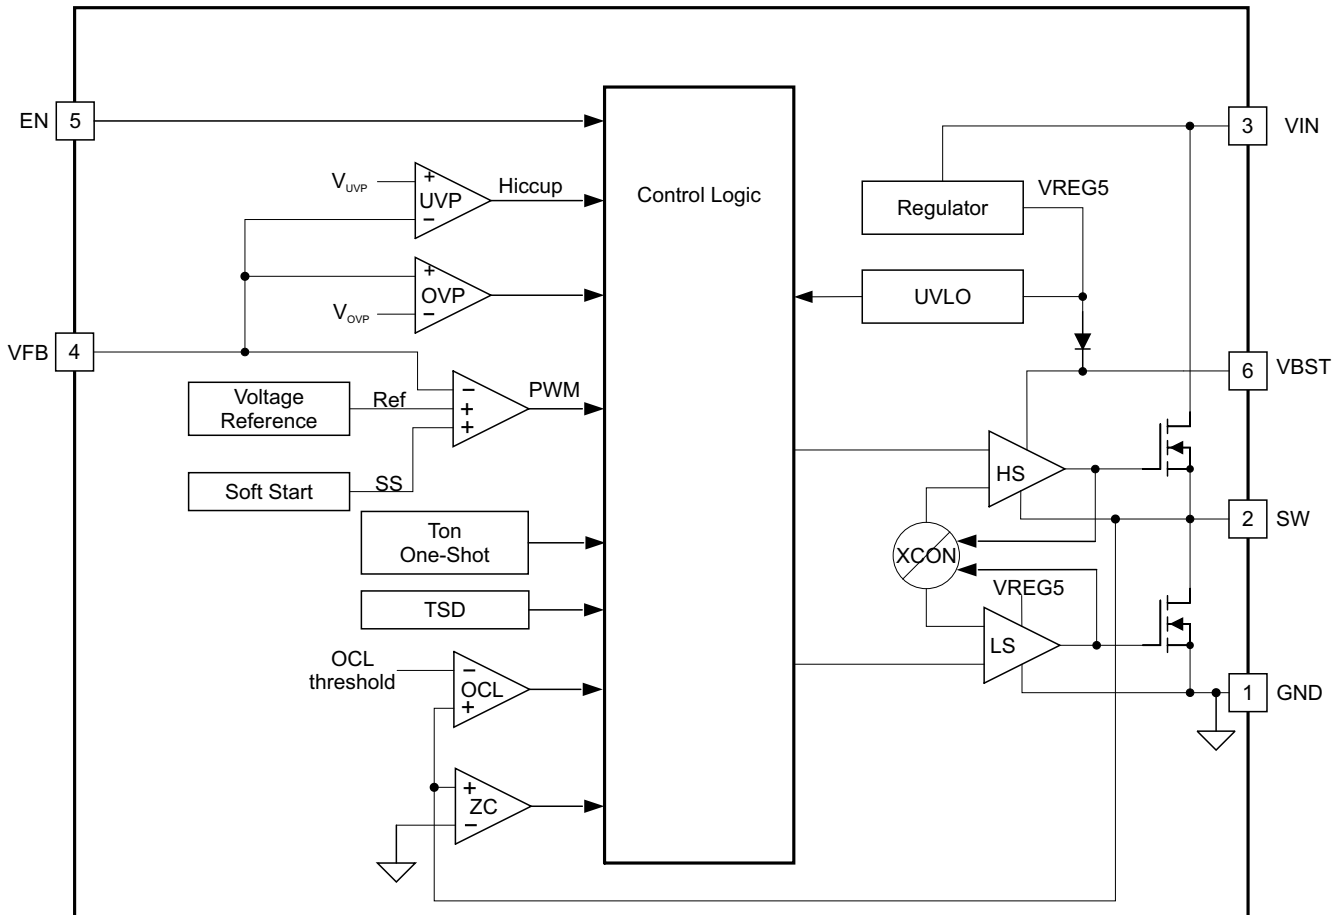 EN
5
3
VIN
V_UVP
+
UVP
−
Hiccup
Control Logic
VREG5
Regulator
+
OVP
−
V_OVP
UVLO
VFB
4
6
VBST
Voltage
Reference
Ref
−
+
+
PWM
Soft Start
SS
HS
2
SW
Ton
One-Shot
XCON
VREG5
TSD
LS
OCL
threshold
−
OCL
+
1
GND
+
ZC
−